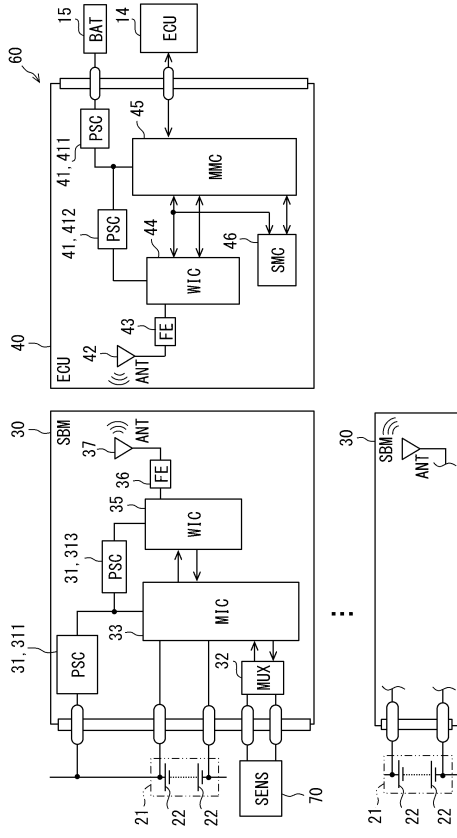 60
40
ECU
15
BAT
14
ECU
41, 411
PSC
45
MMC
41, 412
PSC
44
WIC
46
SMC
43
FE
42
ANT
30
SBM
37
ANT
36
FE
35
WIC
31, 313
PSC
31, 311
PSC
33
MIC
32
MUX
21
22
22
SENS
70
30
SBM
ANT
21
22
22